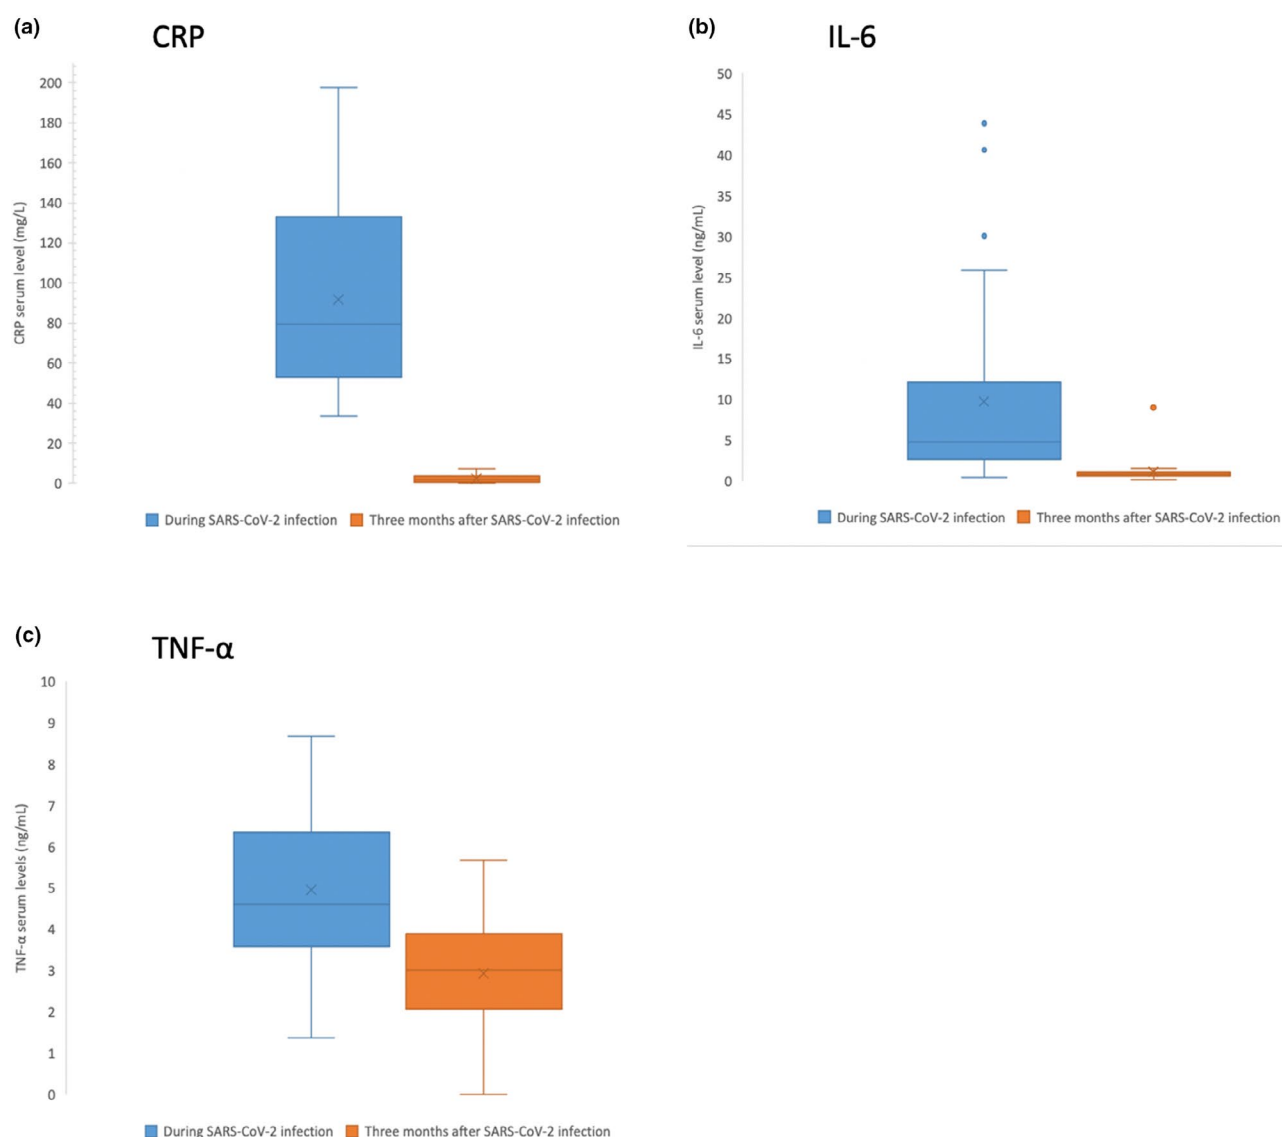 (a)
CRP
200
180
160
140
120
100
80
60
40
20
0
CRP serum level (mg/L)
During SARS-CoV-2 infection Three months after SARS-CoV-2 infection
(b)
IL-6
50
45
40
35
30
25
20
15
10
5
0
IL-6 serum level (ng/mL)
During SARS-CoV-2 infection Three months after SARS-CoV-2 infection
(c)
TNF-α
10
9
8
7
6
5
4
3
2
1
0
TNF-α serum levels (ng/mL)
During SARS-CoV-2 infection Three months after SARS-CoV-2 infection